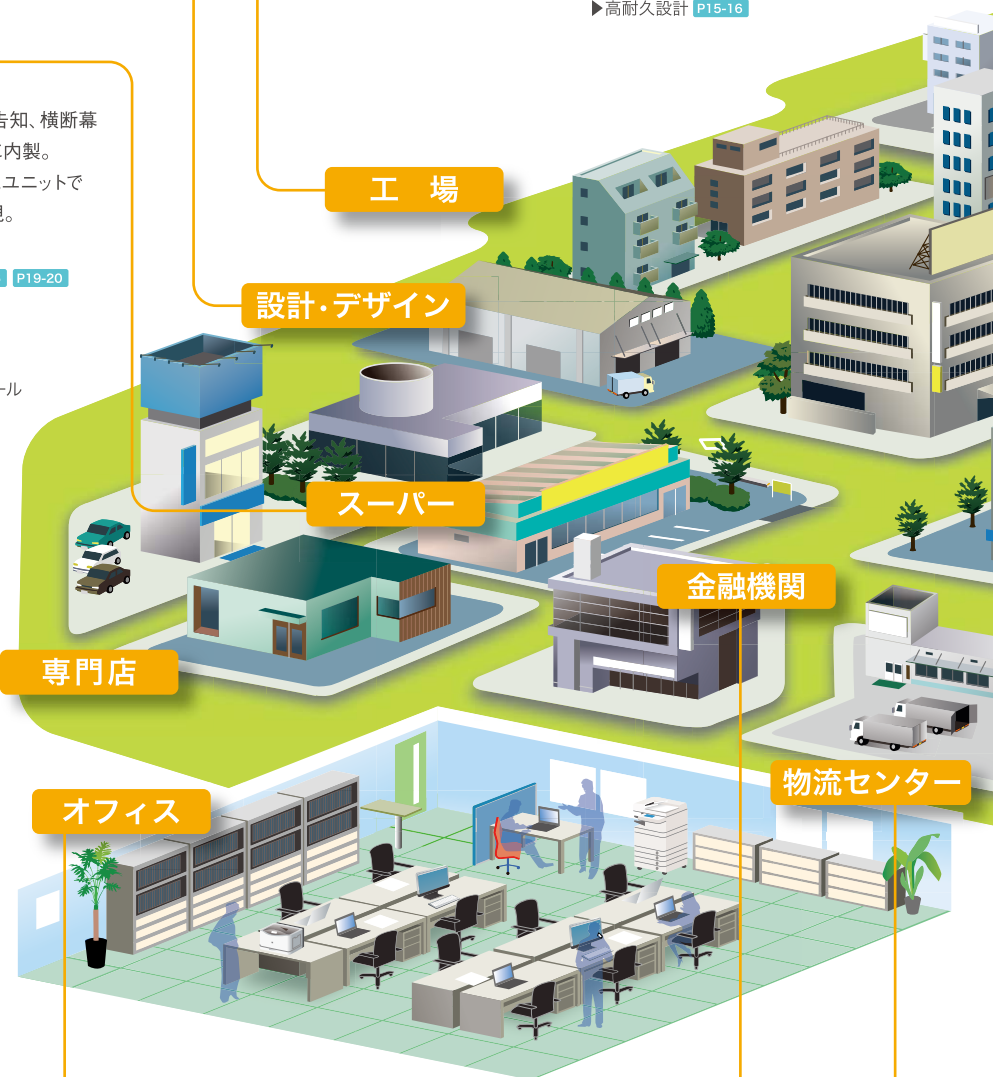 ▶高耐久設計 P15-16
告知、横断幕
内製。
ユニットで
P19-20
工 場
設計・デザイン
スーパー
金融機関
専門店
物流センター
オフィス